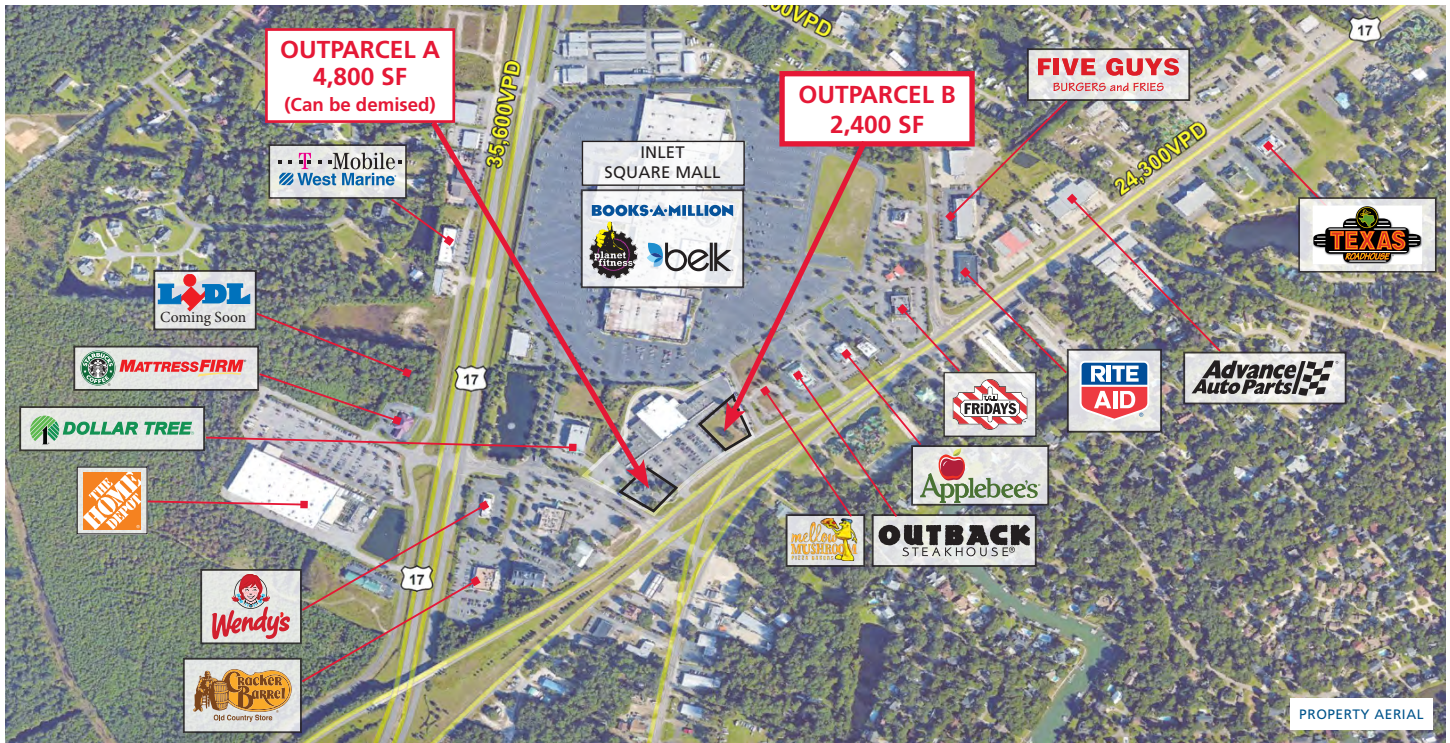 00VPD
17
OUTPARCEL A
4,800 SF
(Can be demised)
35,600VPD
OUTPARCEL B
2,400 SF
FIVE GUYS
BURGERS and FRIES
T Mobile
West Marine
INLET
SQUARE MALL
BOOKS·A·MILLION
planet
fitness
belk
24,300VPD
TEXAS
ROADHOUSE
LIDL
Coming Soon
STARBUCKS
COFFEE
MATTRESSFIRM
17
DOLLAR TREE
THE
HOME
DEPOT
FRiDAYS
RITE
AID
Advance
Auto Parts
Applebee's
mellow
MUSHROOM
OUTBACK
STEAKHOUSE®
17
Wendy's
Cracker
Barrel
Old Country Store
PROPERTY AERIAL